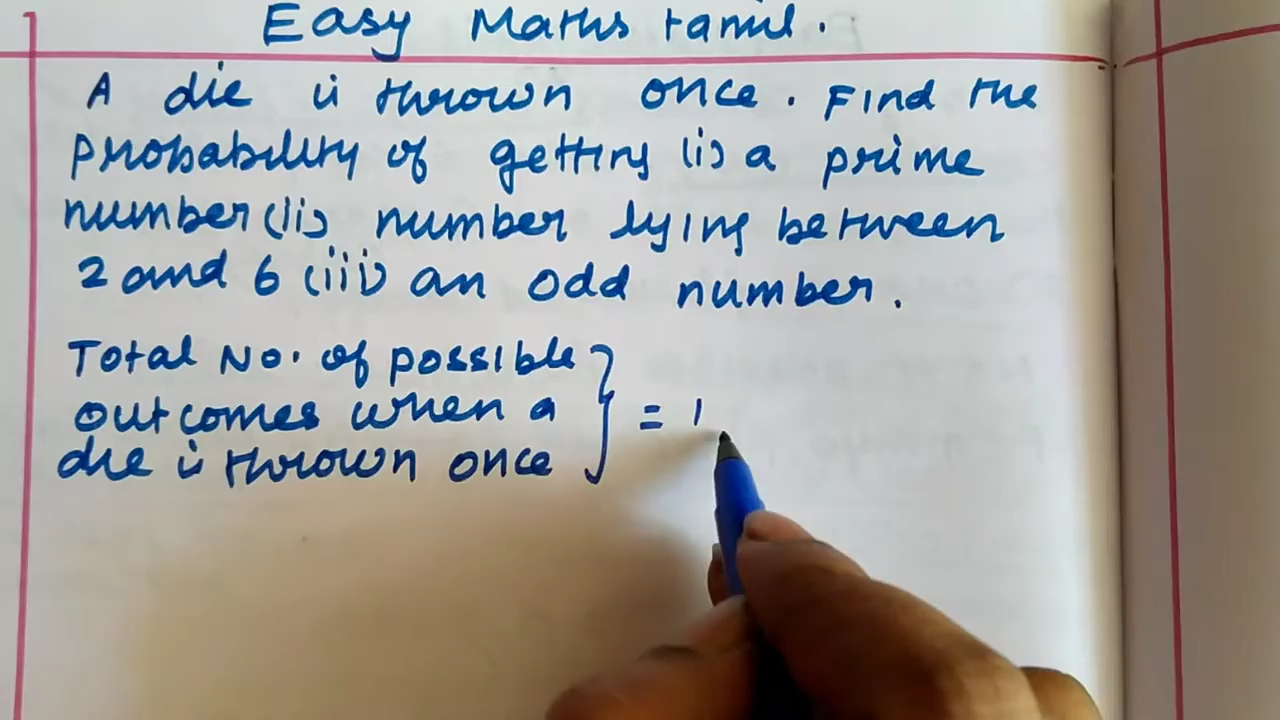 Easy Maths Tamil.
A die is thrown once. Find the
probability of getting (i) a prime
number (ii) number lying between
2 and 6 (iii) an odd number.
Total No. of possible
outcomes when a } = 1
die is thrown once